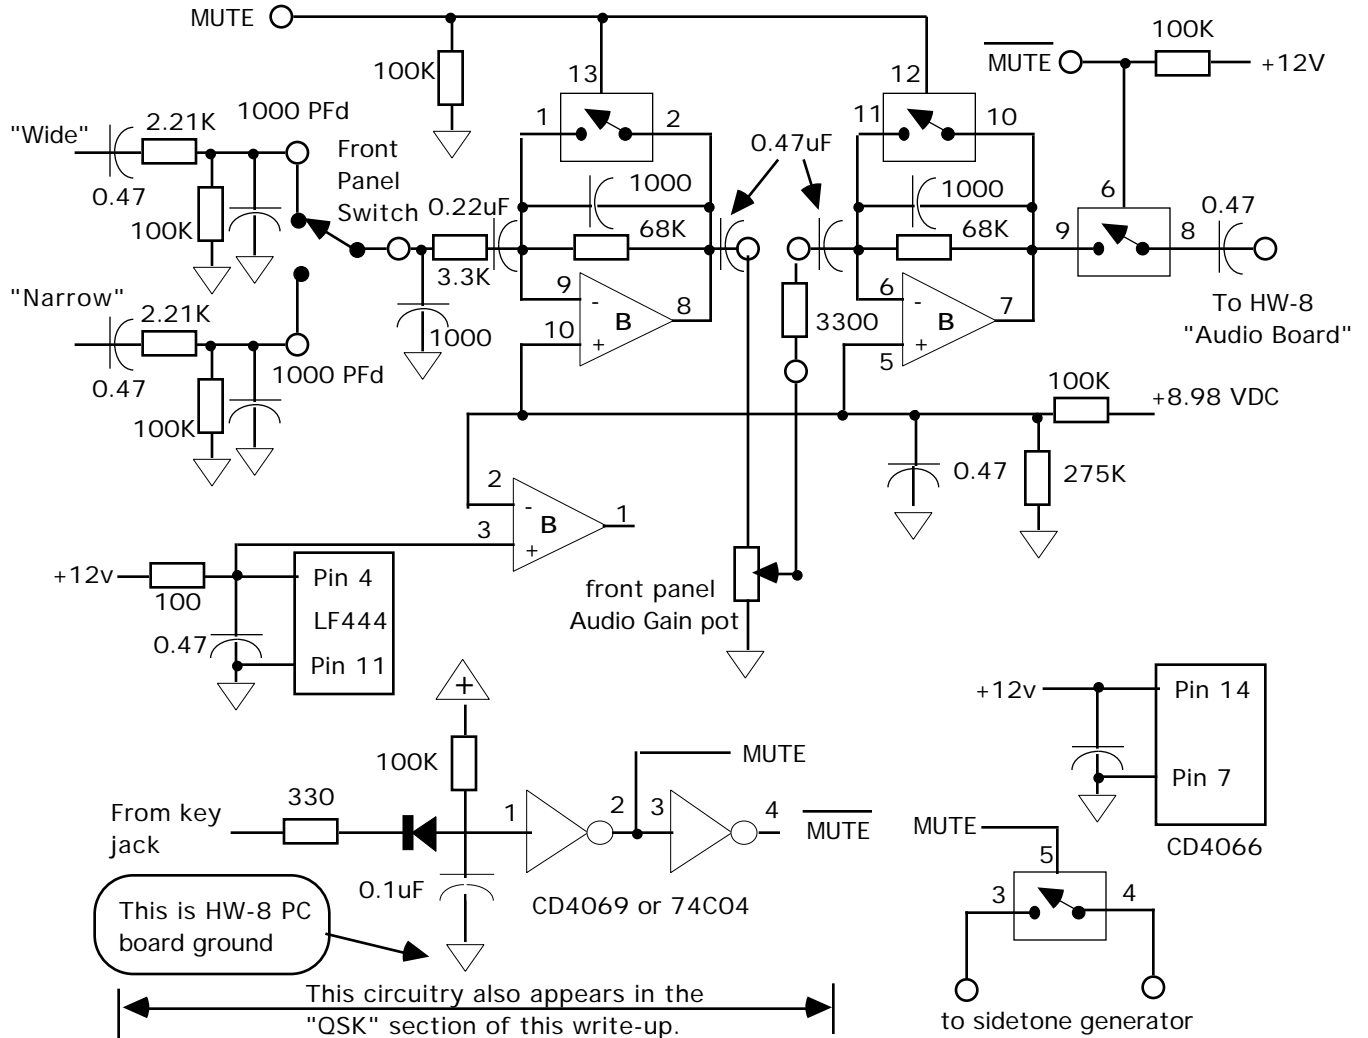 MUTE
100K
13
12
MUTE
100K
+12V
"Wide"
2.21K
1000 PFd
0.47
100K
Front
Panel
Switch
0.22uF
3.3K
1000
1
2
1000
68K
9
10
B
8
-
+
0.47uF
11
10
1000
68K
6
5
B
7
-
+
3300
6
9
8
0.47
To HW-8
"Audio Board"
"Narrow"
2.21K
0.47
1000 PFd
100K
100K
+8.98 VDC
0.47
275K
2
3
B
1
-
+
+12v
100
0.47
Pin 4
LF444
Pin 11
front panel
Audio Gain pot
+
100K
MUTE
From key
jack
330
1
2
3
4
MUTE
0.1uF
CD4069 or 74C04
This is HW-8 PC
board ground
This circuitry also appears in the
"QSK" section of this write-up.
+12v
Pin 14
Pin 7
CD4066
MUTE
5
3
4
to sidetone generator